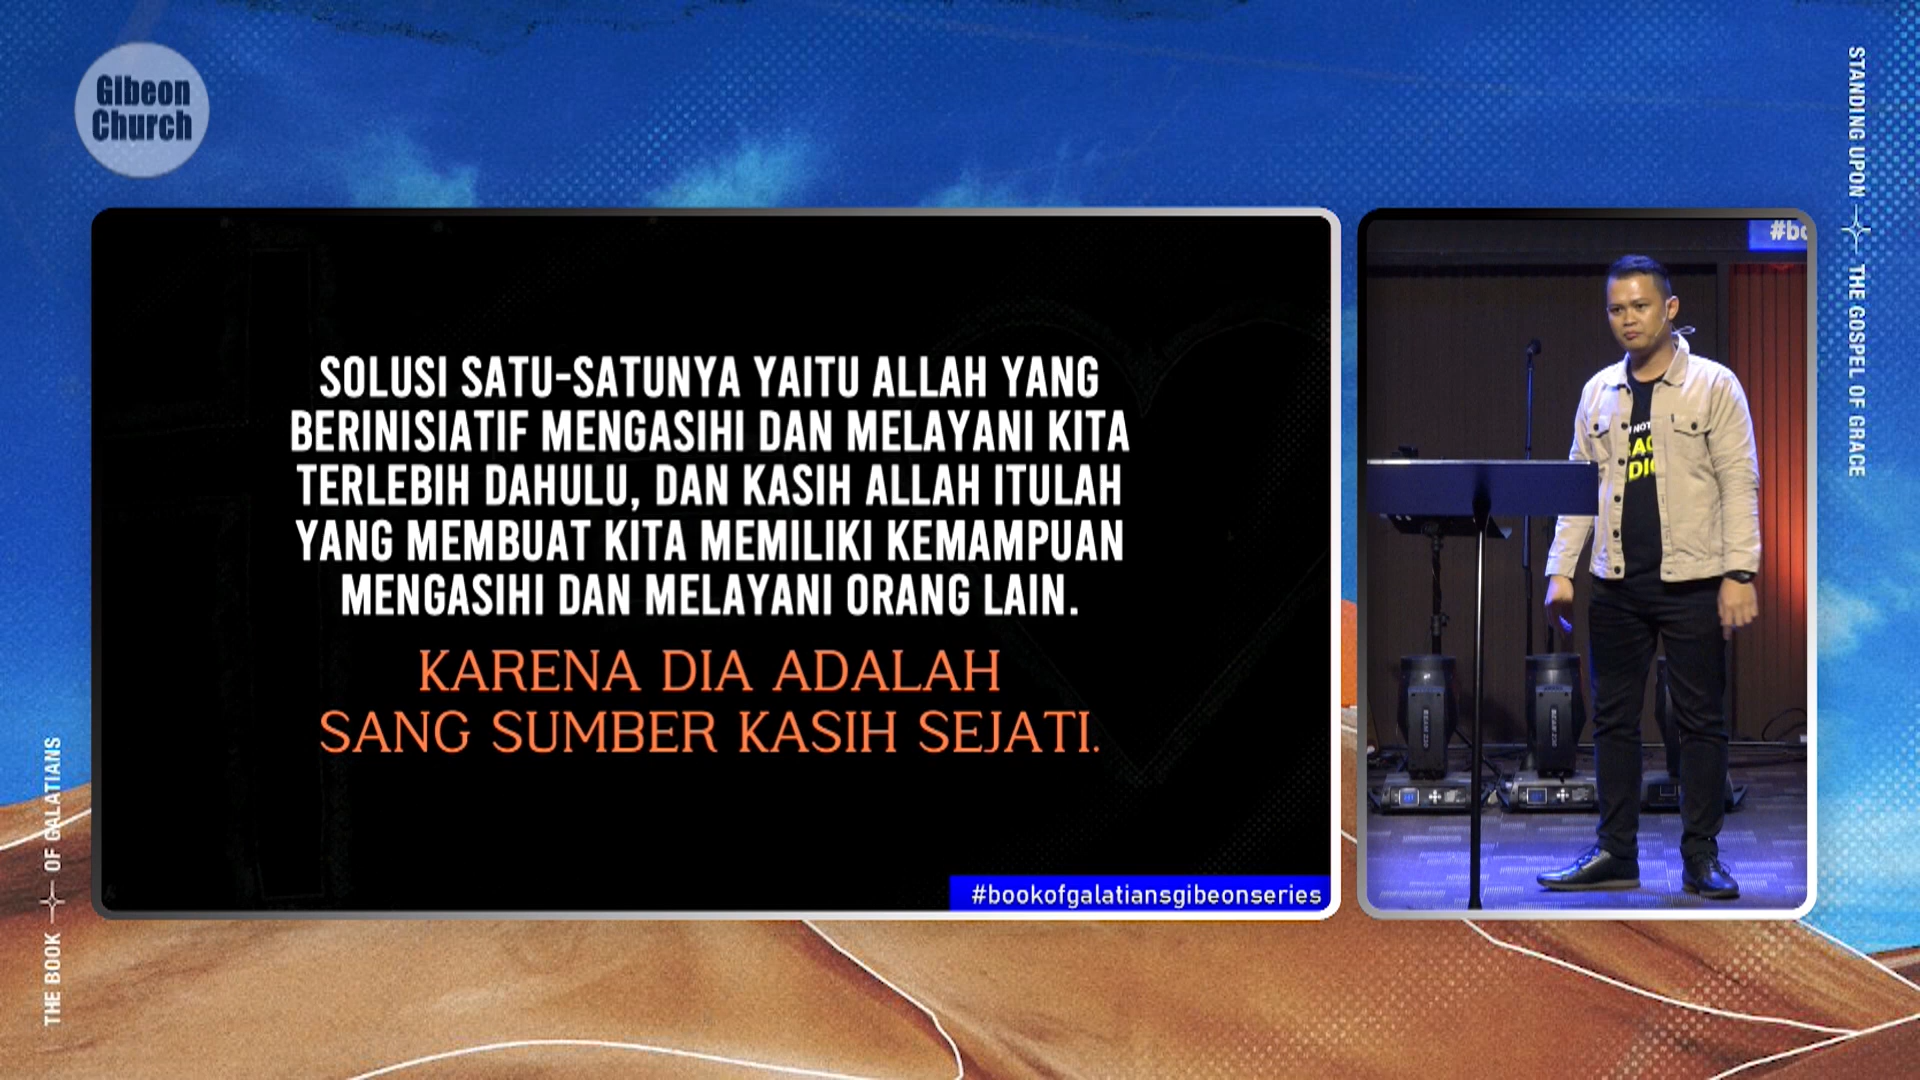 Gibeon
Church
STANDING UPON THE GOSPEL OF GRACE
SOLUSI SATU-SATUNYA YAITU ALLAH YANG
BERINISIATIF MENGASIHI DAN MELAYANI KITA
TERLEBIH DAHULU, DAN KASIH ALLAH ITULAH
YANG MEMBUAT KITA MEMILIKI KEMAMPUAN
MENGASIHI DAN MELAYANI ORANG LAIN.
KARENA DIA ADALAH
SANG SUMBER KASIH SEJATI.
#bookofgalatiansgibeonseries
#bo
NOT
THE BOOK OF GALATIANS